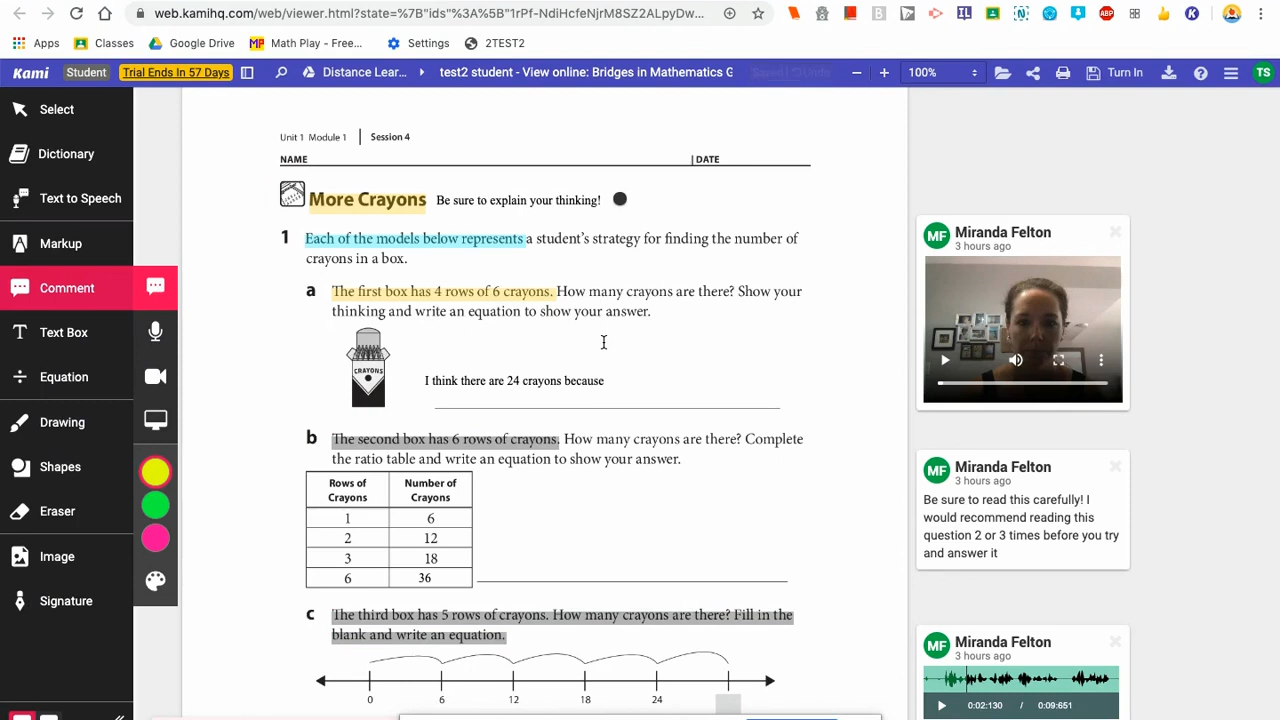 web.kamihq.com/web/viewer.html?state=%7B"ids"%3A%5B"1rPf-NdiHcfeNjrM8SZ2ALpyDw...
Apps Classes Google Drive Math Play - Free... Settings 2TEST2
Kami Student Trial Ends In 57 Days Distance Lear... test2 student - View online: Bridges in Mathematics G Saved Undo 100% Turn In TS
Select
Dictionary
Text to Speech
Markup
Comment
Text Box
Equation
Drawing
Shapes
Eraser
Image
Signature
Unit 1 Module 1 | Session 4
NAME | DATE
More Crayons Be sure to explain your thinking!
1 Each of the models below represents a student's strategy for finding the number of
crayons in a box.
a The first box has 4 rows of 6 crayons. How many crayons are there? Show your
thinking and write an equation to show your answer.
CRAYONS
I think there are 24 crayons because
b The second box has 6 rows of crayons. How many crayons are there? Complete
the ratio table and write an equation to show your answer.
Rows of Crayons Number of Crayons
1 6
2 12
3 18
6 36
c The third box has 5 rows of crayons. How many crayons are there? Fill in the
blank and write an equation.
0 6 12 18 24
MF Miranda Felton
3 hours ago
MF Miranda Felton
3 hours ago
Be sure to read this carefully! I
would recommend reading this
question 2 or 3 times before you try
and answer it
MF Miranda Felton
3 hours ago
0:02:130 / 0:09:651